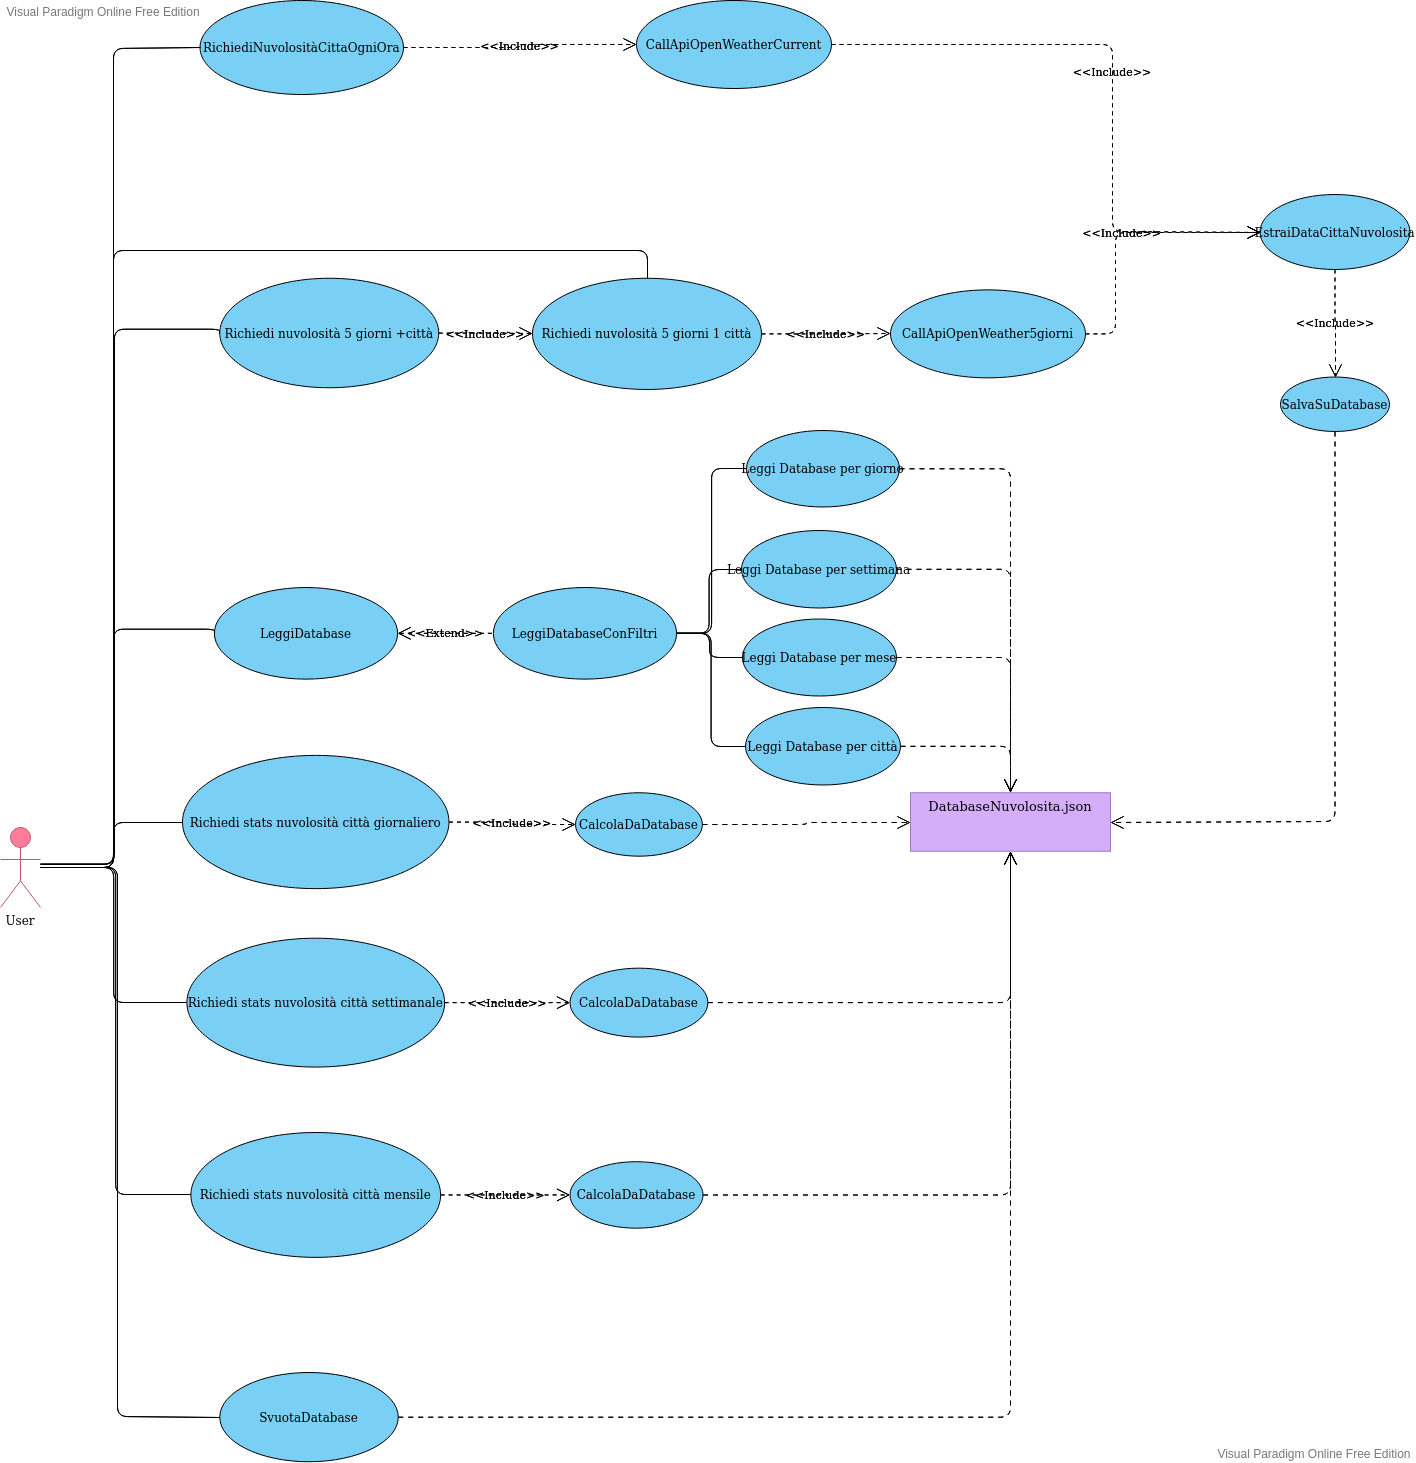 Visual Paradigm Online Free Edition
RichiediNuvolositàCittaOgniOra
<<Include>>
CallApiOpenWeatherCurrent
<<Include>>
<<Include>>
EstraiDataCittaNuvolosita
Richiedi nuvolosità 5 giorni +città
<<Include>>
Richiedi nuvolosità 5 giorni 1 città
<<Include>>
CallApiOpenWeather5giorni
<<Include>>
SalvaSuDatabase
Leggi Database per giorno
Leggi Database per settimana
LeggiDatabase
<<Extend>>
LeggiDatabaseConFiltri
Leggi Database per mese
Leggi Database per città
DatabaseNuvolosita.json
Richiedi stats nuvolosità città giornaliero
<<Include>>
CalcolaDaDatabase
User
Richiedi stats nuvolosità città settimanale
<<Include>>
CalcolaDaDatabase
Richiedi stats nuvolosità città mensile
<<Include>>
CalcolaDaDatabase
SvuotaDatabase
Visual Paradigm Online Free Edition